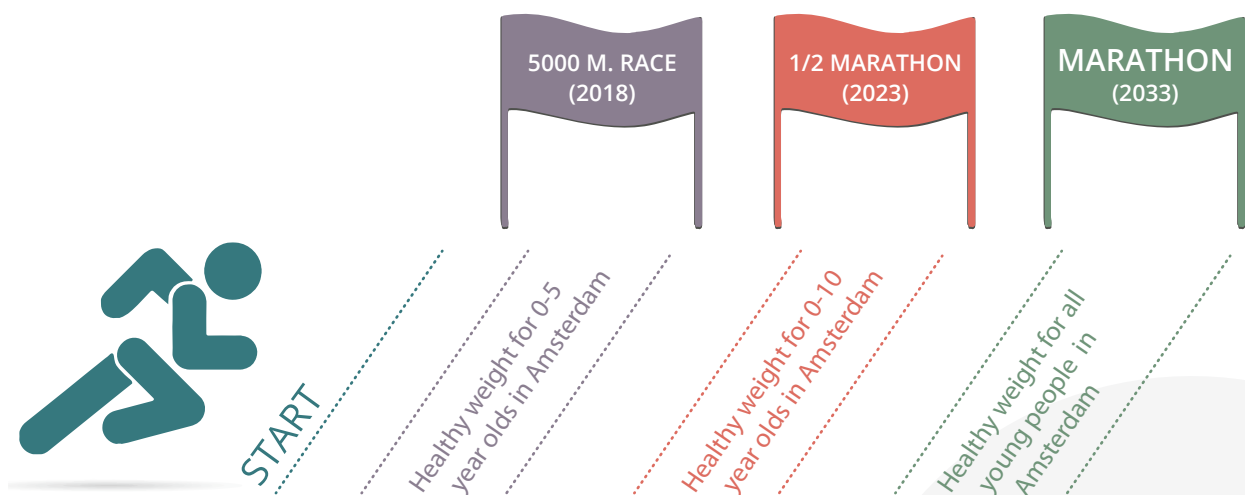 5000 M. RACE
(2018)
1/2 MARATHON
(2023)
MARATHON
(2033)
START
Healthy weight for 0-5
year olds in Amsterdam
Healthy weight for 0-10
year olds in Amsterdam
Healthy weight for all
young people in
Amsterdam